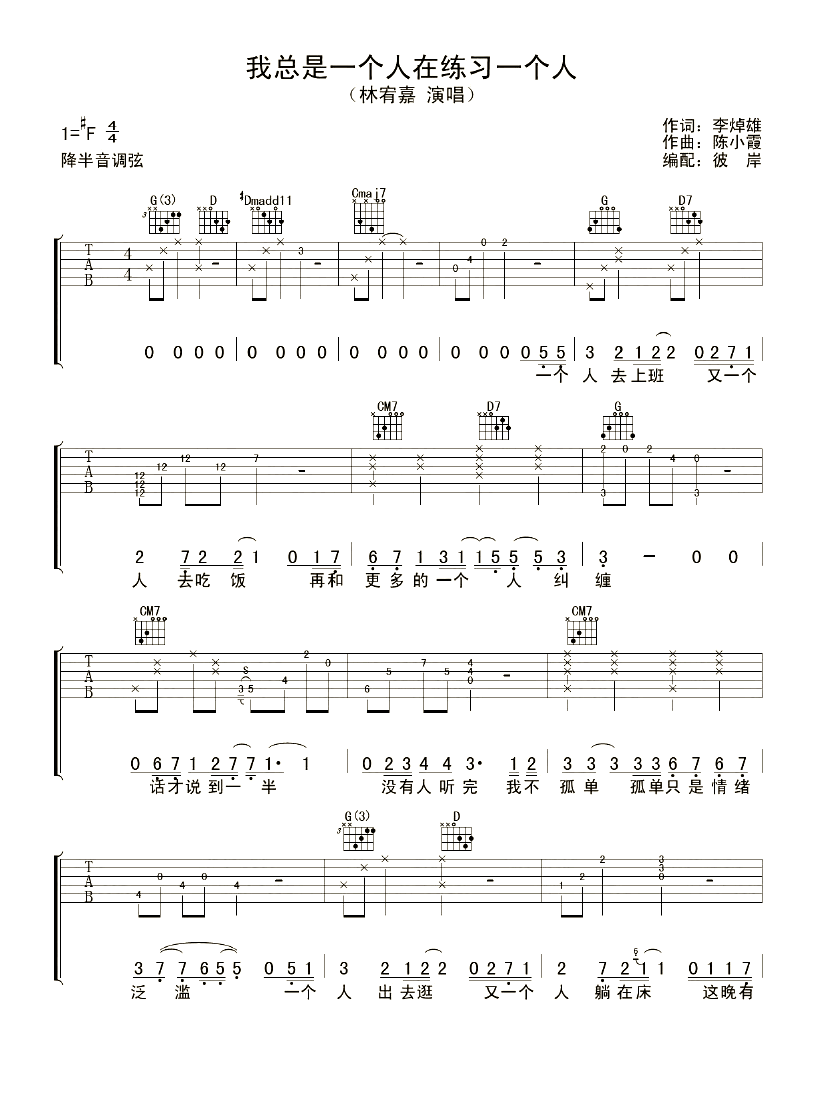 我总是一个人在练习一个人
（林宥嘉 演唱）
1=#F 4/4
作词：李焯雄
作曲：陈小霞
降半音调弦
编配：彼 岸
G(3) D #Dmadd11 Cmaj7 G D7
0 0 0 0 | 0 0 0 0 | 0 0 0 0 | 0 0 0 0 5 5 | 3 2 1 2 2 0 2 7 1
一个 人 去上班 又一个
CM7 D7 G
2 7 2 2 1 0 1 7 | 6 7 1 3 1 1 5 5 5 3 | 3 — 0 0
人 去吃 饭 再和 更多的一个 人 纠 缠
CM7 CM7
0 6 7 1 2 7 7 1· 1 | 0 2 3 4 4 3· 1 2 | 3 3 3 3 3 6 7 6 7
话才说到一 半 没有人听完 我不 孤单 孤单只是情绪
G(3) D
3 7 7 6 5 5 0 5 1 | 3 2 1 2 2 0 2 7 1 | 2 7 2 1 1 0 1 1 7
泛 滥 一个 人 出去逛 又一个 人 躺在床 这晚有